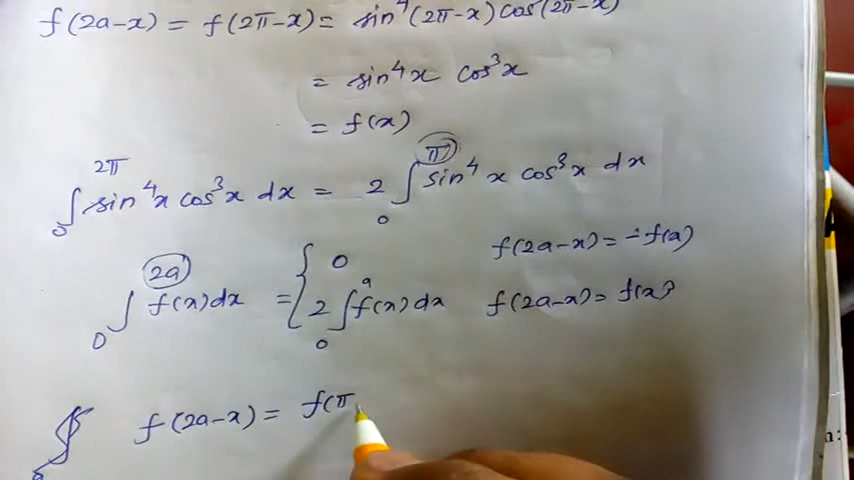 f(2a-x) = f(2π-x) = sin⁴(2π-x) cos(2π-x)
= sin⁴x cos³x
= f(x)
∫₀^2π sin⁴x cos³x dx = 2 ∫₀^π sin⁴x cos³x dx
∫₀^2a f(x)dx = { 0 f(2a-x) = -f(a)
2 ∫₀^a f(x)dx f(2a-x) = f(x)
f(2a-x) = f(π